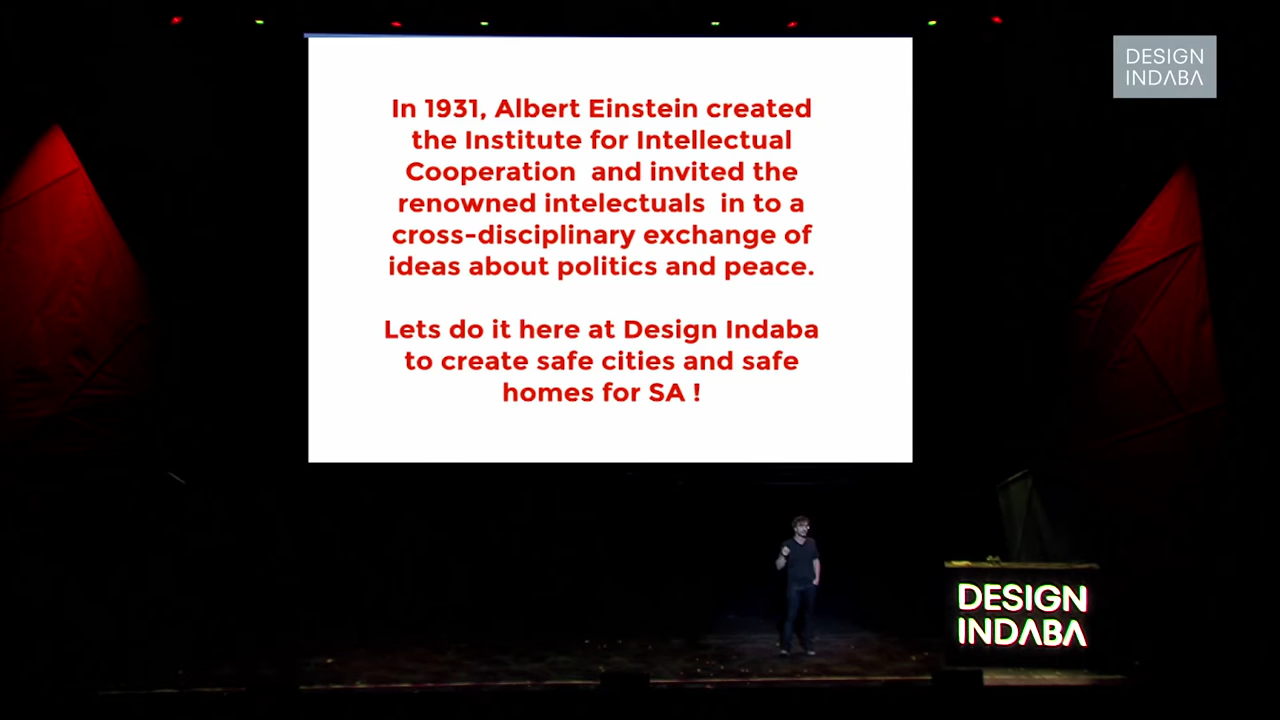 DESIGN
INDABA
In 1931, Albert Einstein created
the Institute for Intellectual
Cooperation  and invited the
renowned intelectuals  in to a
cross-disciplinary exchange of
ideas about politics and peace.
Lets do it here at Design Indaba
to create safe cities and safe
homes for SA !
DESIGN
INDABA